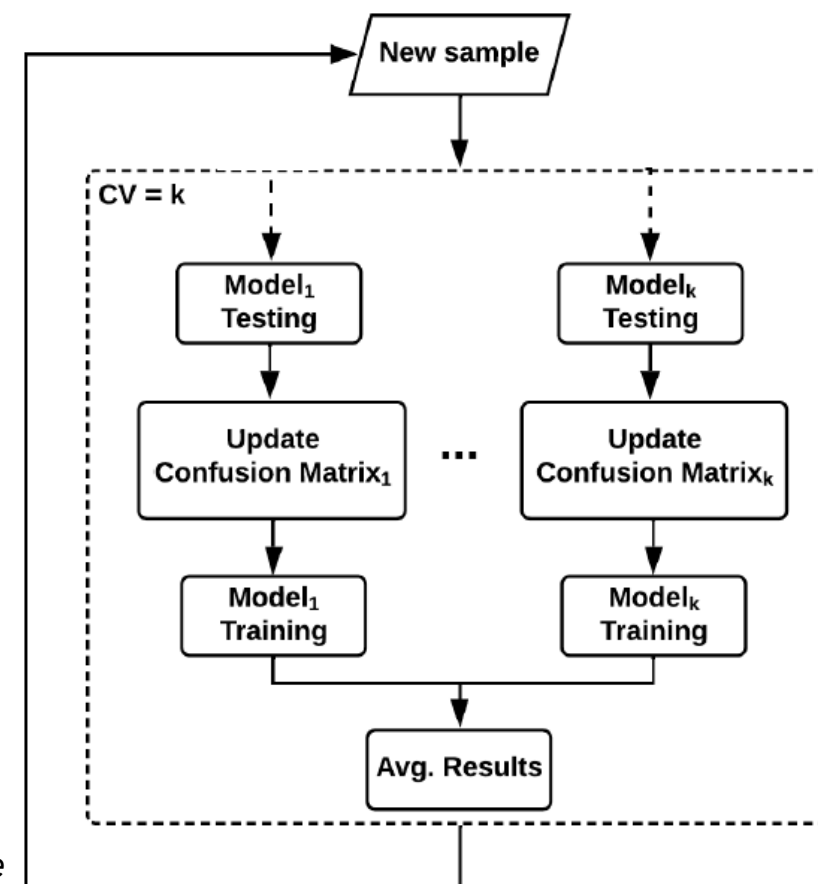 New sample
CV = k
Model₁
Testing
Modelₖ
Testing
Update
Confusion Matrix₁
...
Update
Confusion Matrixₖ
Model₁
Training
Modelₖ
Training
Avg. Results
e